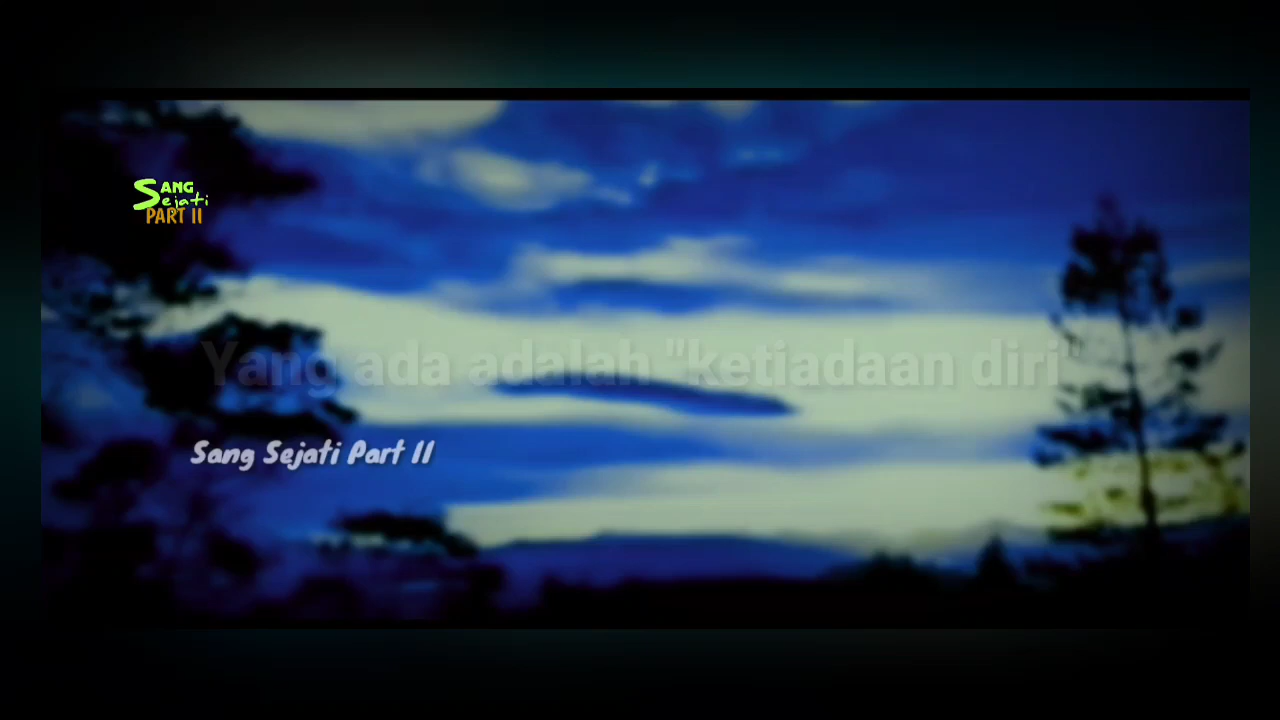 Sang
Sejati
PART II
Yang ada adalah "ketiadaan diri"
Sang Sejati Part II